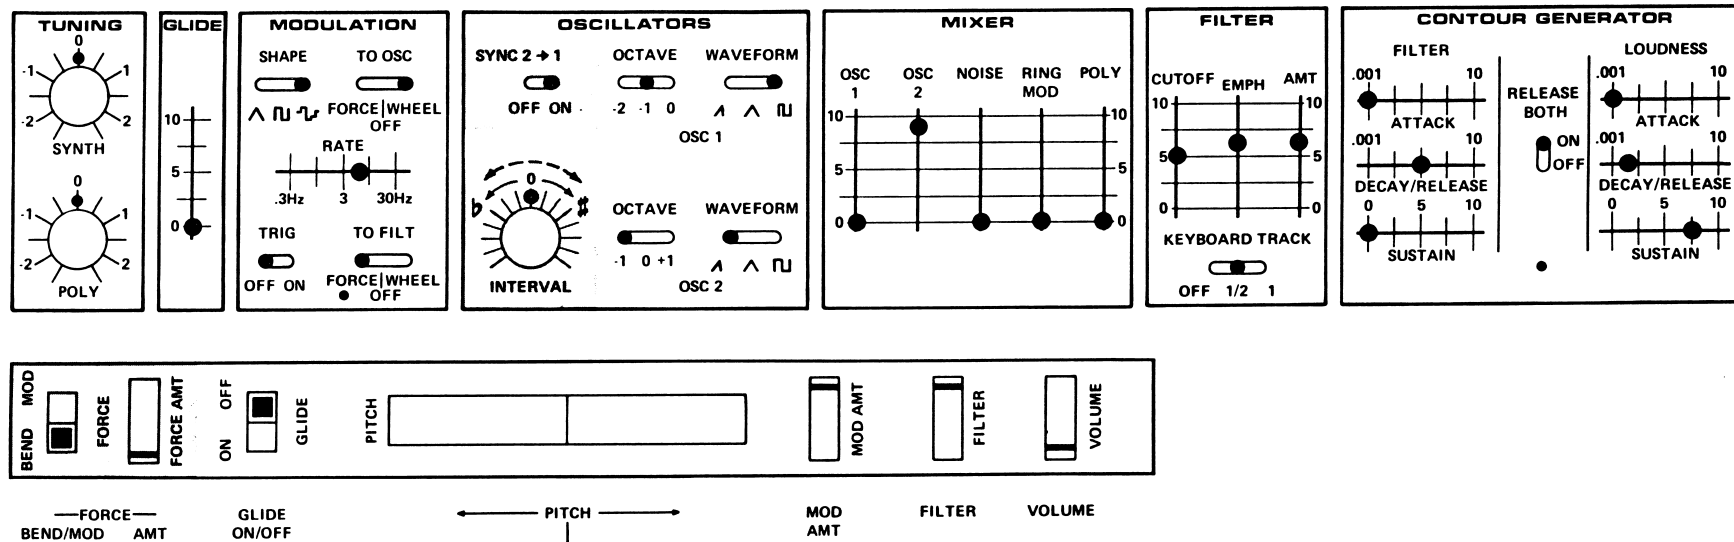 TUNING
0
-1 1
-2 2
SYNTH
0
-1 1
-2 2
POLY
GLIDE
10
5
0
MODULATION
SHAPE TO OSC
FORCE|WHEEL
OFF
RATE
.3Hz 3 30Hz
TRIG TO FILT
OFF ON FORCE|WHEEL
OFF
OSCILLATORS
SYNC 2 → 1 OCTAVE WAVEFORM
OFF ON -2 -1 0
OSC 1
0
♭ ♯
INTERVAL
OCTAVE WAVEFORM
-1 0 +1
OSC 2
MIXER
OSC 1 OSC 2 NOISE RING MOD POLY
10 10
5 5
0 0
FILTER
CUTOFF EMPH AMT
10 10
5 5
0 0
KEYBOARD TRACK
OFF 1/2 1
CONTOUR GENERATOR
FILTER
.001 10
ATTACK
.001 10
DECAY/RELEASE
0 5 10
SUSTAIN
RELEASE
BOTH
ON
OFF
LOUDNESS
.001 10
ATTACK
.001 10
DECAY/RELEASE
0 5 10
SUSTAIN
BEND MOD
FORCE
FORCE AMT
ON OFF
GLIDE
PITCH
MOD AMT
FILTER
VOLUME
—FORCE— GLIDE PITCH MOD FILTER VOLUME
BEND/MOD AMT ON/OFF AMT